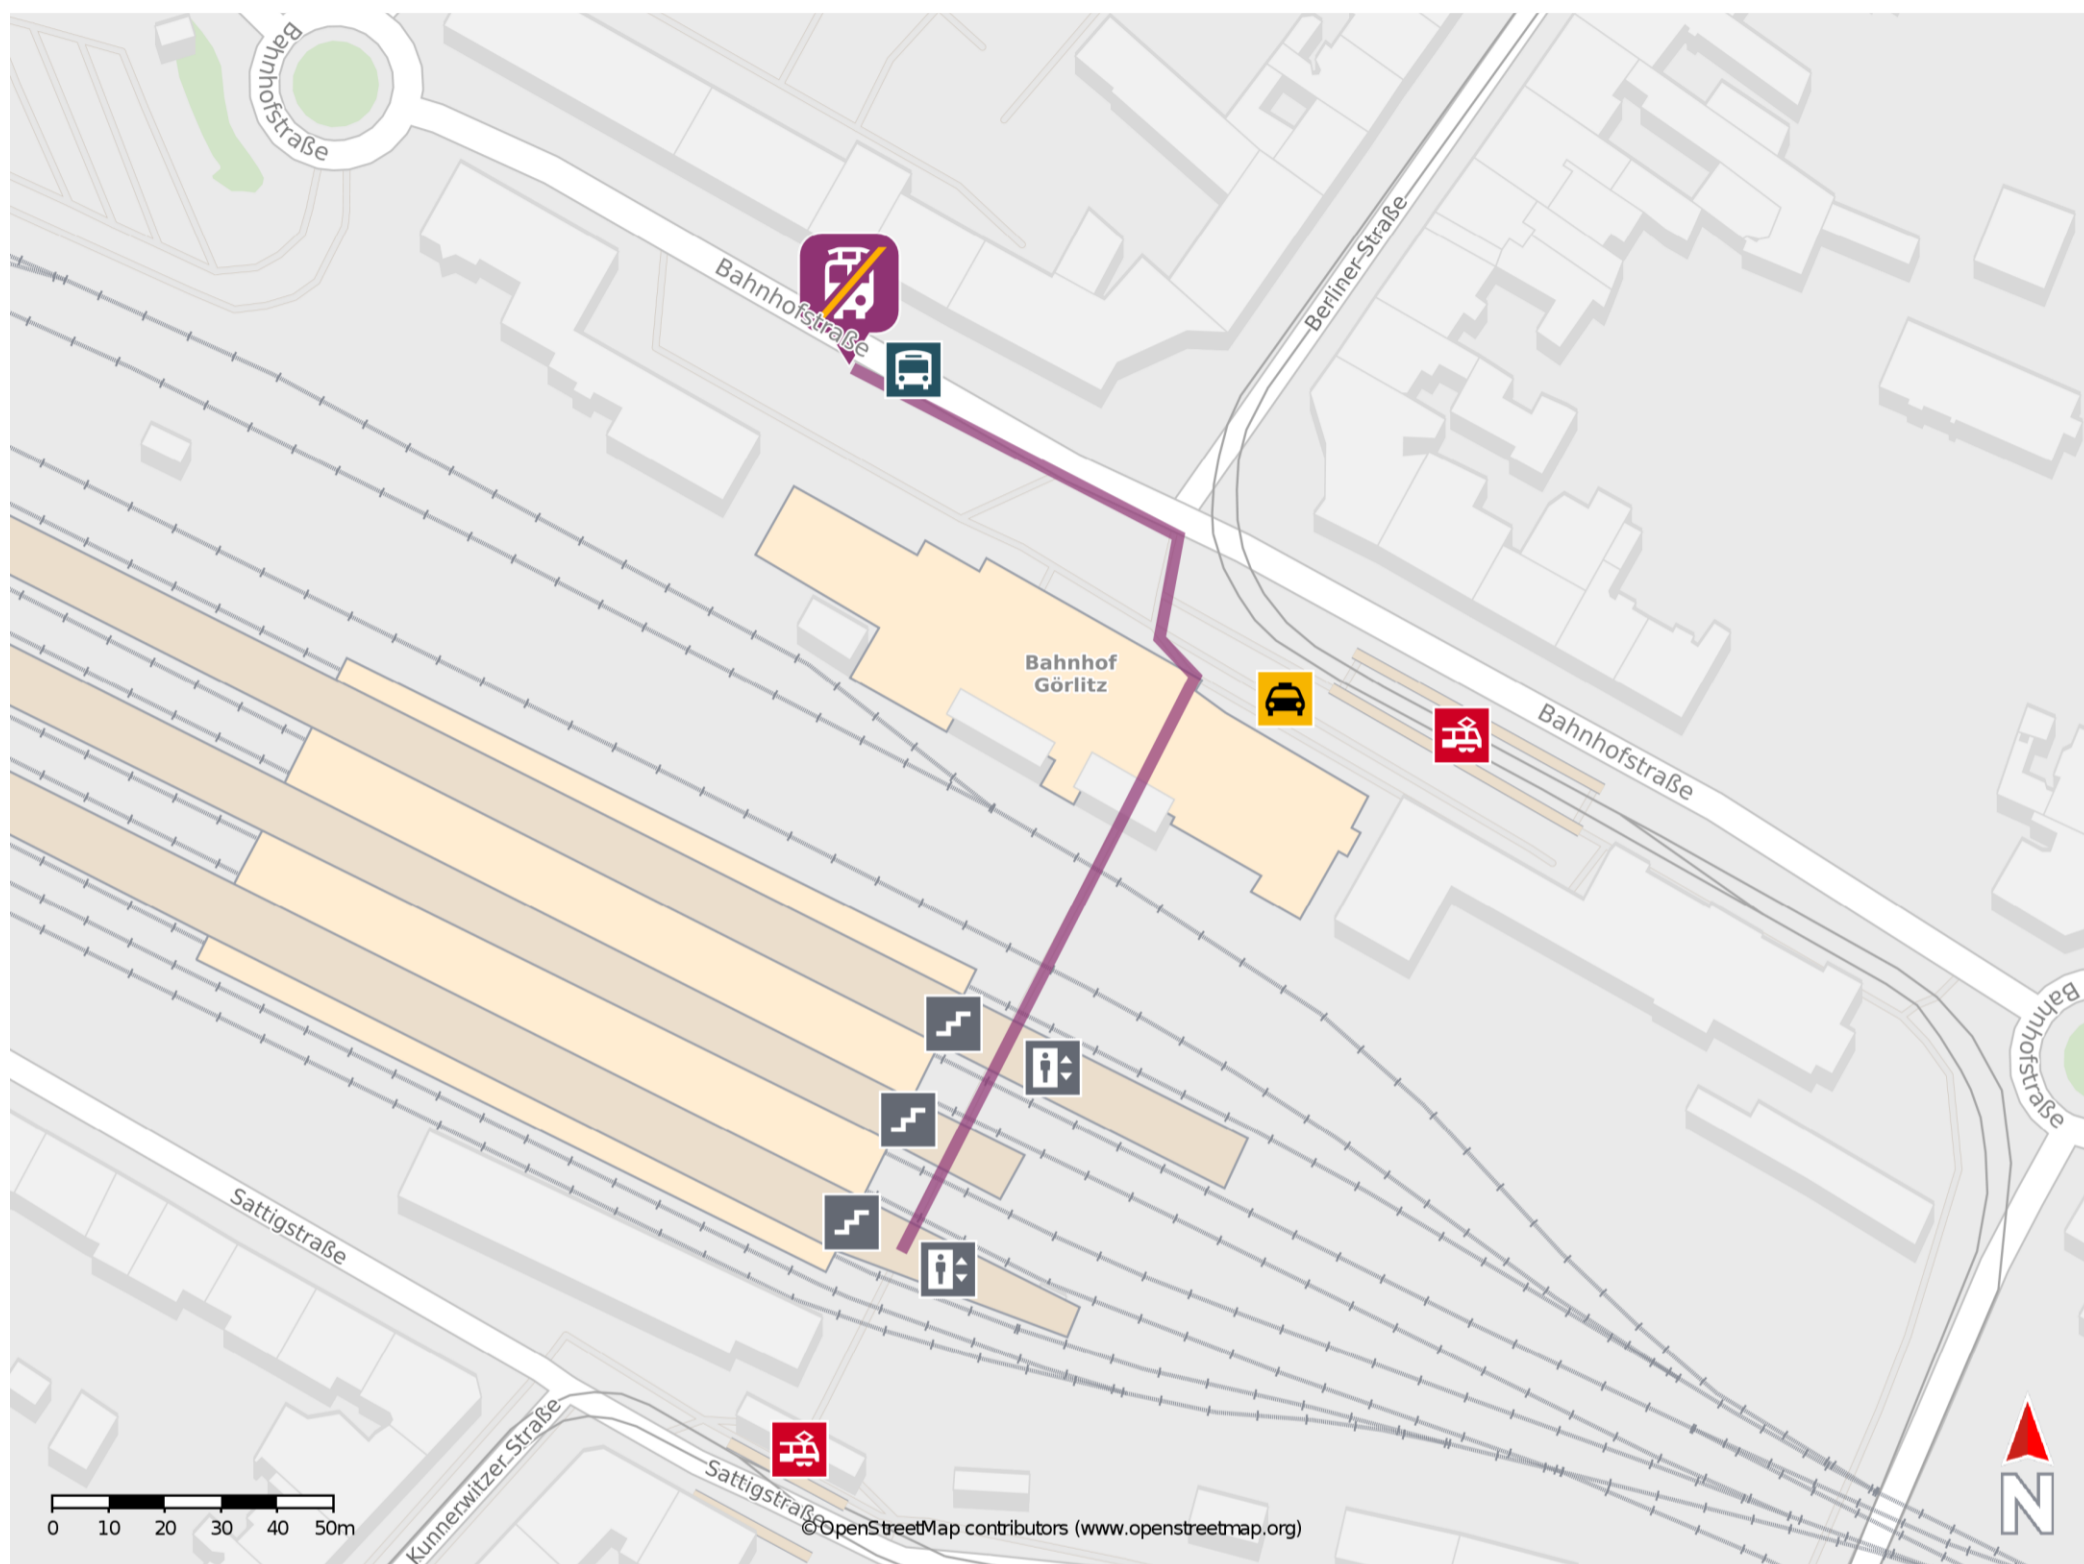 Bahnhofstraße
Berliner-Straße
Bahnhofstraße
Bahnhof
Görlitz
Bahnhofstraße
Bahnhofstraße
Sattigstraße
Kunnerwitzer Straße
Sattigstraße
0 10 20 30 40 50m
©OpenStreetMap contributors (www.openstreetmap.org)
N